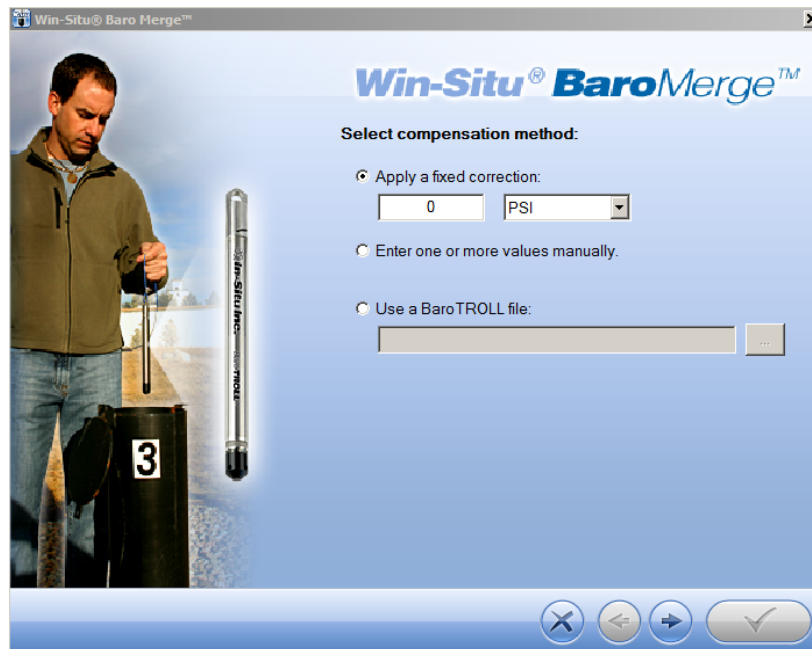 Win-Situ® Baro Merge™
Win-Situ® BaroMerge™
Select compensation method:
Apply a fixed correction:
0
PSI
Enter one or more values manually.
Use a BaroTROLL file:
...
In-Situ Inc.
BaroTROLL
3